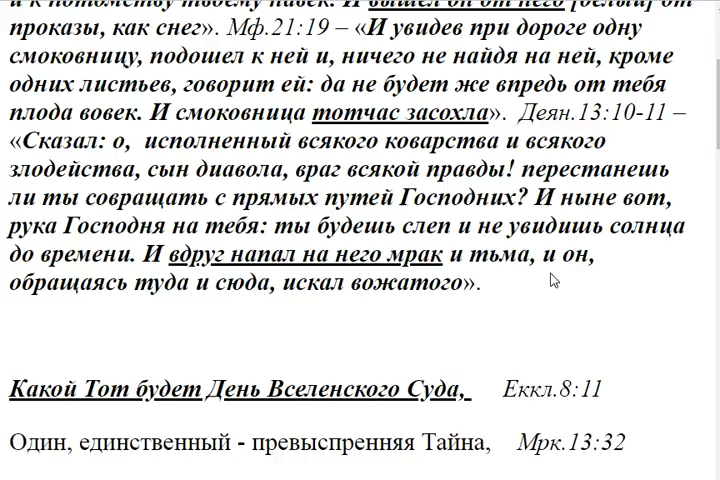 и к потомству твоему навек. И вышел он от него [белый] от
проказы, как снег». Мф.21:19 – «И увидев при дороге одну
смоковницу, подошел к ней и, ничего не найдя на ней, кроме
одних листьев, говорит ей: да не будет же впредь от тебя
плода вовек. И смоковница тотчас засохла». Деян.13:10-11 –
«Сказал: о, исполненный всякого коварства и всякого
злодейства, сын диавола, враг всякой правды! перестанешь
ли ты совращать с прямых путей Господних? И ныне вот,
рука Господня на тебя: ты будешь слеп и не увидишь солнца
до времени. И вдруг напал на него мрак и тьма, и он,
обращаясь туда и сюда, искал вожатого».
Какой Тот будет День Вселенского Суда, Еккл.8:11
Один, единственный - превыспренняя Тайна, Мрк.13:32